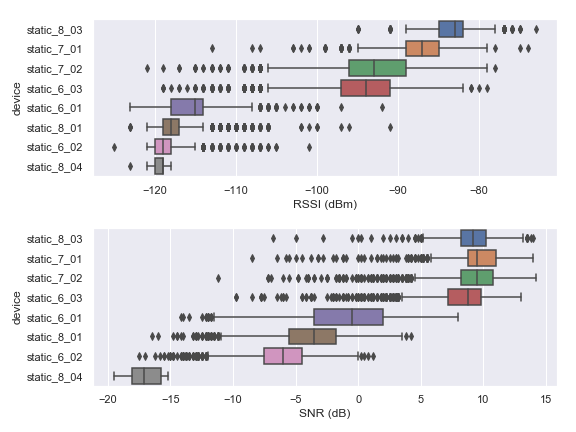 static_8_03
static_7_01
static_7_02
static_6_03
static_6_01
static_8_01
static_6_02
static_8_04
device
−120 −110 −100 −90 −80
RSSI (dBm)
static_8_03
static_7_01
static_7_02
static_6_03
static_6_01
static_8_01
static_6_02
static_8_04
device
−20 −15 −10 −5 0 5 10 15
SNR (dB)